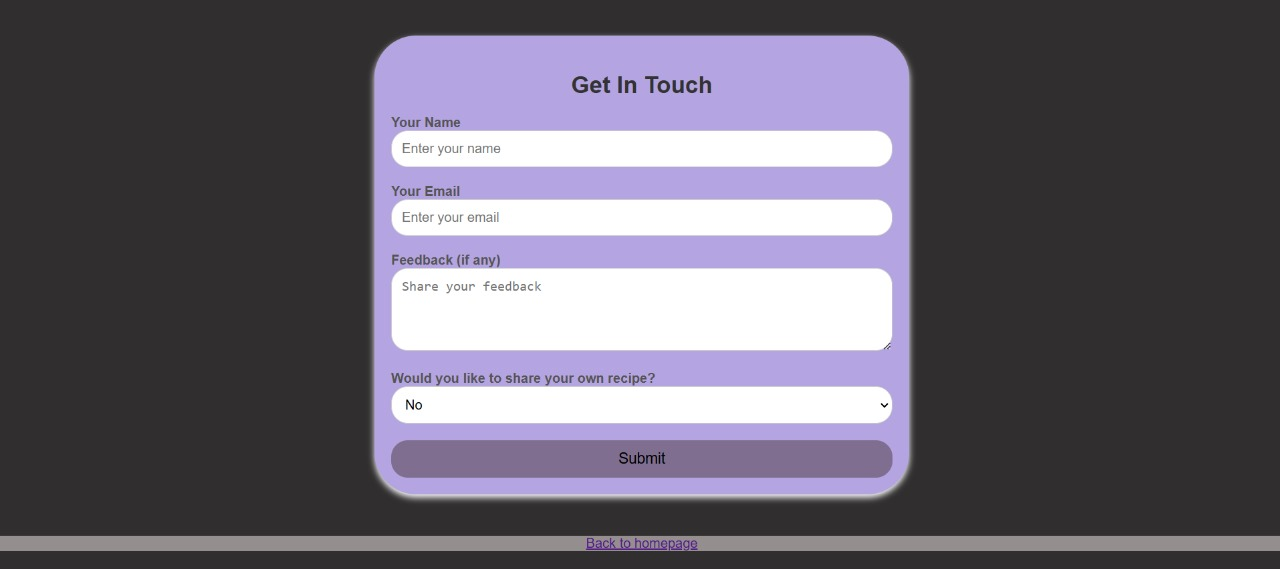 Get In Touch
Your Name
Enter your name
Your Email
Enter your email
Feedback (if any)
Share your feedback
Would you like to share your own recipe?
No
Submit
Back to homepage